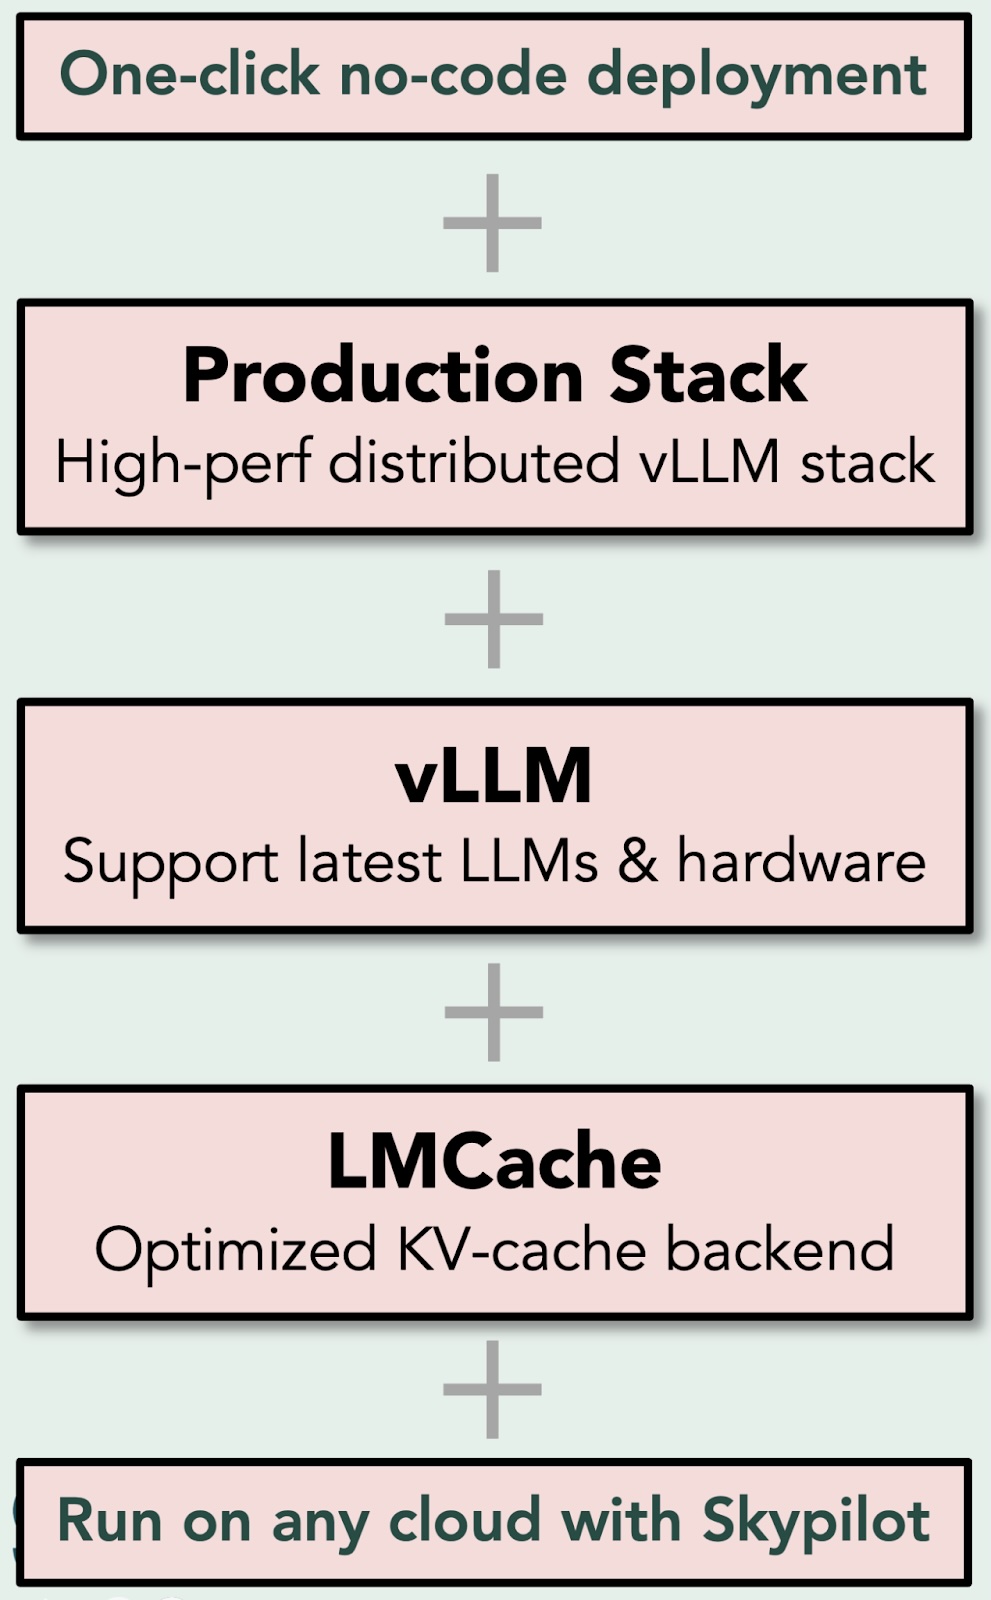 One-click no-code deployment
+
Production Stack
High-perf distributed vLLM stack
+
vLLM
Support latest LLMs & hardware
+
LMCache
Optimized KV-cache backend
+
Run on any cloud with Skypilot